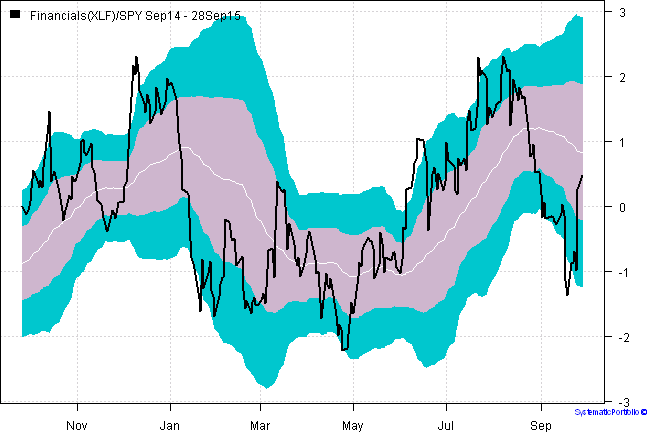 Financials(XLF)/SPY Sep14 - 28Sep15
3
2
1
0
-1
-2
-3
Nov
Jan
Mar
May
Jul
Sep
SystematicPortfolio ©